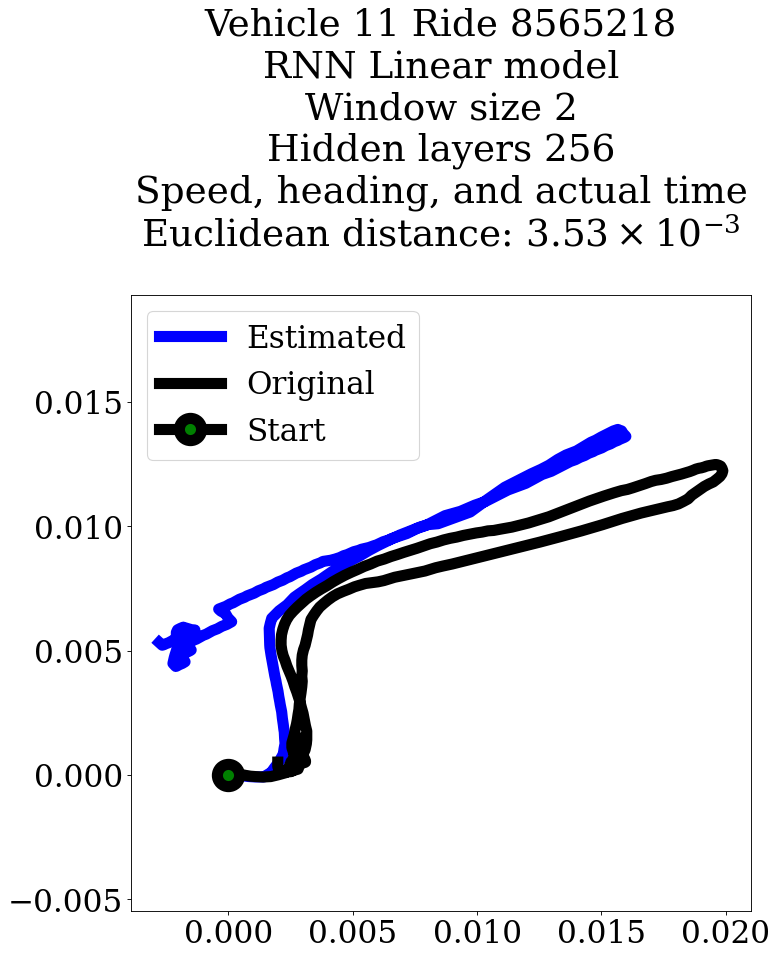 Vehicle 11 Ride 8565218
RNN Linear model
Window size 2
Hidden layers 256
Speed, heading, and actual time
Euclidean distance: 3.53 × 10⁻³
Estimated
Original
Start
0.015
0.010
0.005
0.000
−0.005
0.000 0.005 0.010 0.015 0.020